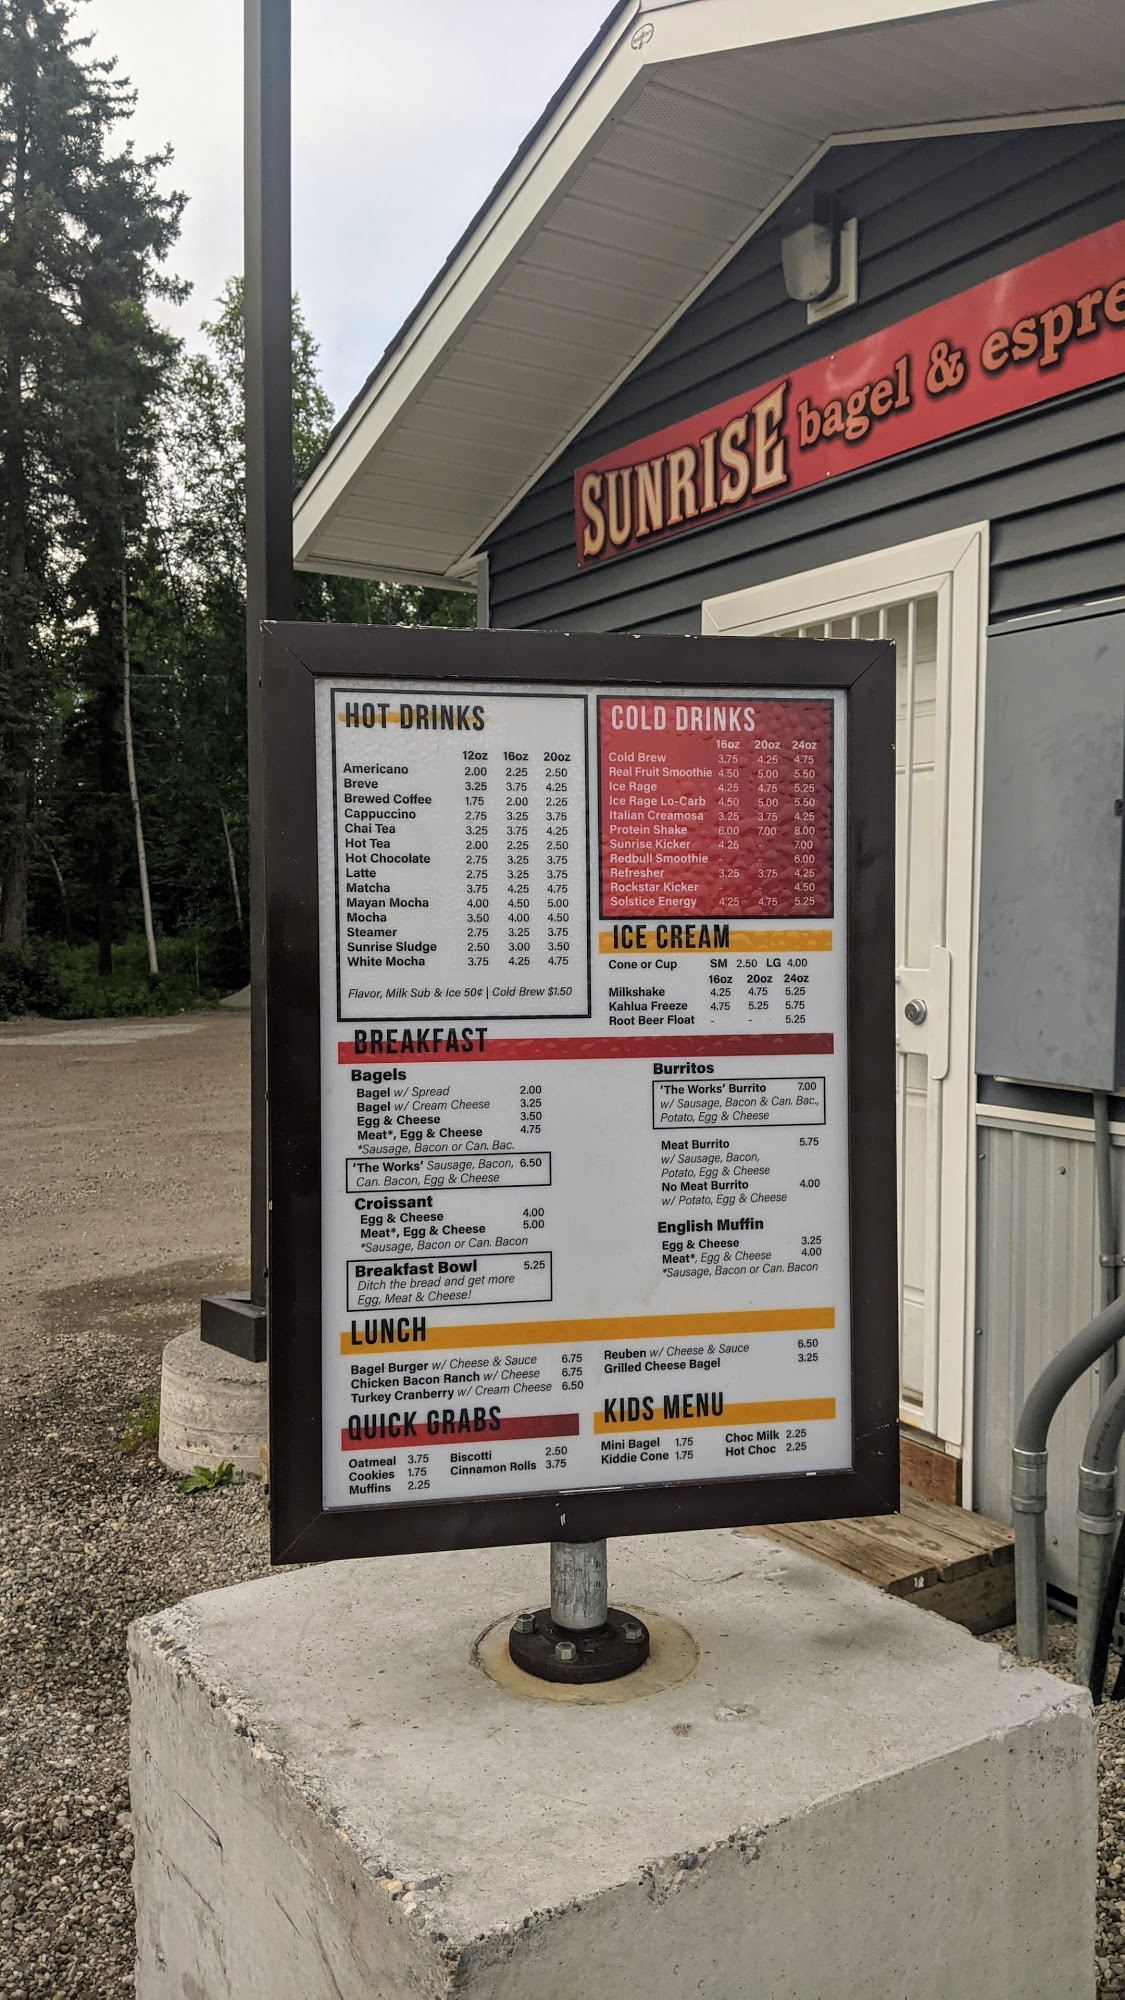 SUNRISE bagel & espre
HOT DRINKS
12oz 16oz 20oz
Americano 2.00 2.25 2.50
Breve 3.25 3.75 4.25
Brewed Coffee 1.75 2.00 2.25
Cappuccino 2.75 3.25 3.75
Chai Tea 3.25 3.75 4.25
Hot Tea 2.00 2.25 2.50
Hot Chocolate 2.75 3.25 3.75
Latte 2.75 3.25 3.75
Matcha 3.75 4.25 4.75
Mayan Mocha 4.00 4.50 5.00
Mocha 3.50 4.00 4.50
Steamer 2.75 3.25 3.75
Sunrise Sludge 2.50 3.00 3.50
White Mocha 3.75 4.25 4.75
Flavor, Milk Sub & Ice 50¢ | Cold Brew $1.50
COLD DRINKS
16oz 20oz 24oz
Cold Brew 3.75 4.25 4.75
Real Fruit Smoothie 4.50 5.00 5.50
Ice Rage 4.25 4.75 5.25
Ice Rage Lo-Carb 4.50 5.00 5.50
Italian Creamosa 3.25 3.75 4.25
Protein Shake 6.00 7.00 8.00
Sunrise Kicker 4.25 - 7.00
Redbull Smoothie - - 6.00
Refresher 3.25 3.75 4.25
Rockstar Kicker - - 4.50
Solstice Energy 4.25 4.75 5.25
ICE CREAM
Cone or Cup SM 2.50 LG 4.00
16oz 20oz 24oz
Milkshake 4.25 4.75 5.25
Kahlua Freeze 4.75 5.25 5.75
Root Beer Float - - 5.25
BREAKFAST
Bagels
Bagel w/ Spread 2.00
Bagel w/ Cream Cheese 3.25
Egg & Cheese 3.50
Meat*, Egg & Cheese 4.75
*Sausage, Bacon or Can. Bac.
'The Works' Sausage, Bacon, 6.50
Can. Bacon, Egg & Cheese
Croissant
Egg & Cheese 4.00
Meat*, Egg & Cheese 5.00
*Sausage, Bacon or Can. Bacon
Breakfast Bowl 5.25
Ditch the bread and get more
Egg, Meat & Cheese!
Burritos
'The Works' Burrito 7.00
w/ Sausage, Bacon & Can. Bac.,
Potato, Egg & Cheese
Meat Burrito 5.75
w/ Sausage, Bacon,
Potato, Egg & Cheese
No Meat Burrito 4.00
w/ Potato, Egg & Cheese
English Muffin
Egg & Cheese 3.25
Meat*, Egg & Cheese 4.00
*Sausage, Bacon or Can. Bacon
LUNCH
Bagel Burger w/ Cheese & Sauce 6.75
Chicken Bacon Ranch w/ Cheese 6.75
Turkey Cranberry w/ Cream Cheese 6.50
Reuben w/ Cheese & Sauce 6.50
Grilled Cheese Bagel 3.25
QUICK GRABS
Oatmeal 3.75
Cookies 1.75
Muffins 2.25
Biscotti 2.50
Cinnamon Rolls 3.75
KIDS MENU
Mini Bagel 1.75
Kiddie Cone 1.75
Choc Milk 2.25
Hot Choc 2.25